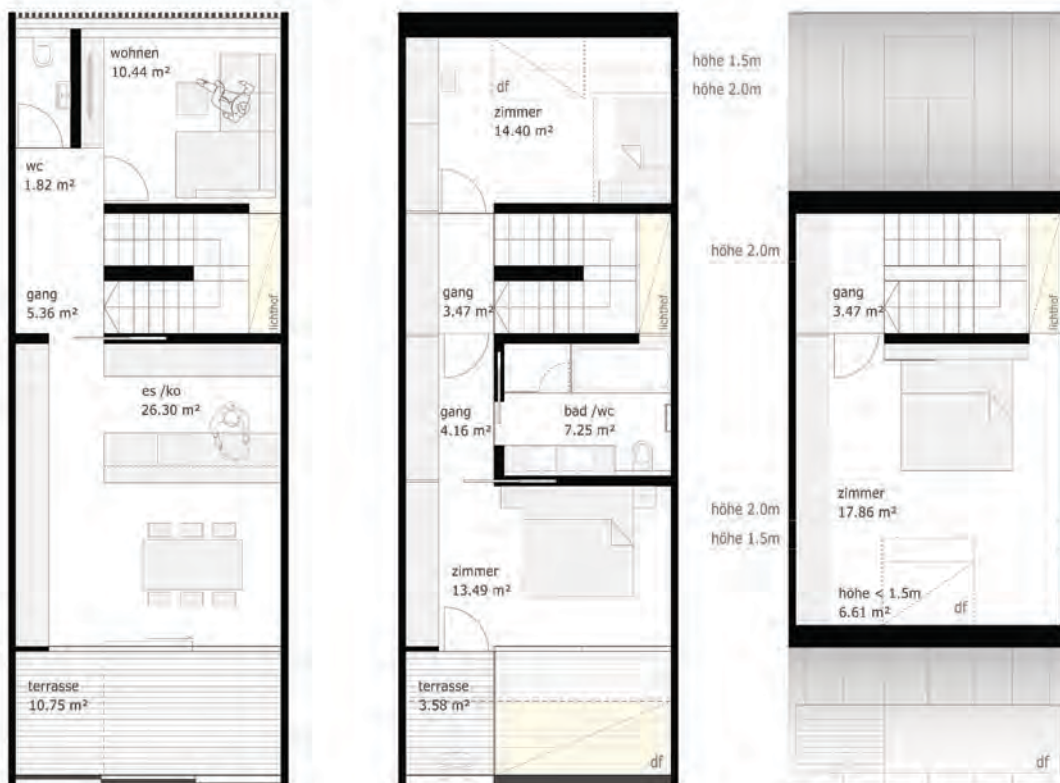 wohnen
10.44 m²
wc
1.82 m²
gang
5.36 m²
lichthof
es /ko
26.30 m²
terrasse
10.75 m²
df
zimmer
14.40 m²
gang
3.47 m²
lichthof
gang
4.16 m²
bad /wc
7.25 m²
zimmer
13.49 m²
terrasse
3.58 m²
df
höhe 1.5m
höhe 2.0m
höhe 2.0m
gang
3.47 m²
lichthof
höhe 2.0m
höhe 1.5m
zimmer
17.86 m²
höhe < 1.5m
6.61 m²
df
df